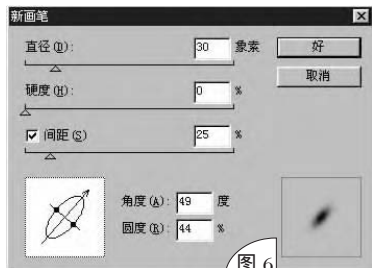 新画笔
直径(D): 30 象素 好
取消
硬度(H): 0 %
间距(S) 25 %
角度(A): 49 度
圆度(R): 44 %
图 6